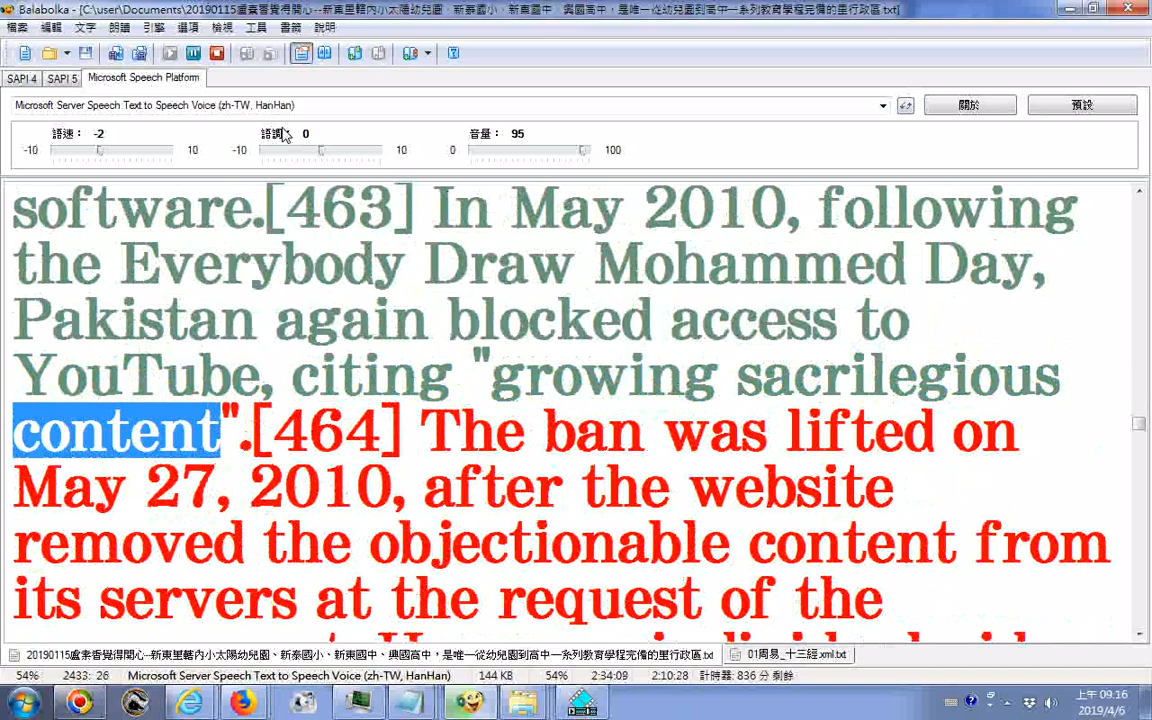 Balabolka - [C:\user\Documents\20190115盧素香覺得開心--新東里轄內小太陽幼兒園、新泰國小、新東國中、興國高中，是唯一從幼兒園到高中一系列教育學程完備的里行政區.txt]
檔案 編輯 文字 朗讀 引擎 選項 檢視 工具 書籤 說明
SAPI 4 SAPI 5 Microsoft Speech Platform
Microsoft Server Speech Text to Speech Voice (zh-TW, HanHan) 關於 預設
語速： -2 語調： 0 音量： 95
-10 10 -10 10 0 100
software.[463] In May 2010, following
the Everybody Draw Mohammed Day,
Pakistan again blocked access to
YouTube, citing "growing sacrilegious
content".[464] The ban was lifted on
May 27, 2010, after the website
removed the objectionable content from
its servers at the request of the
20190115盧素香覺得開心--新東里轄內小太陽幼兒園、新泰國小、新東國中、興國高中，是唯一從幼兒園到高中一系列教育學程完備的里行政區.txt 01周易_十三經.xml.txt
54% 2433: 26 Microsoft Server Speech Text to Speech Voice (zh-TW, HanHan) 144 KB 54% 2:34:09 2:10:28 計時器: 836 分 剩餘
上午 09:16
2019/4/6